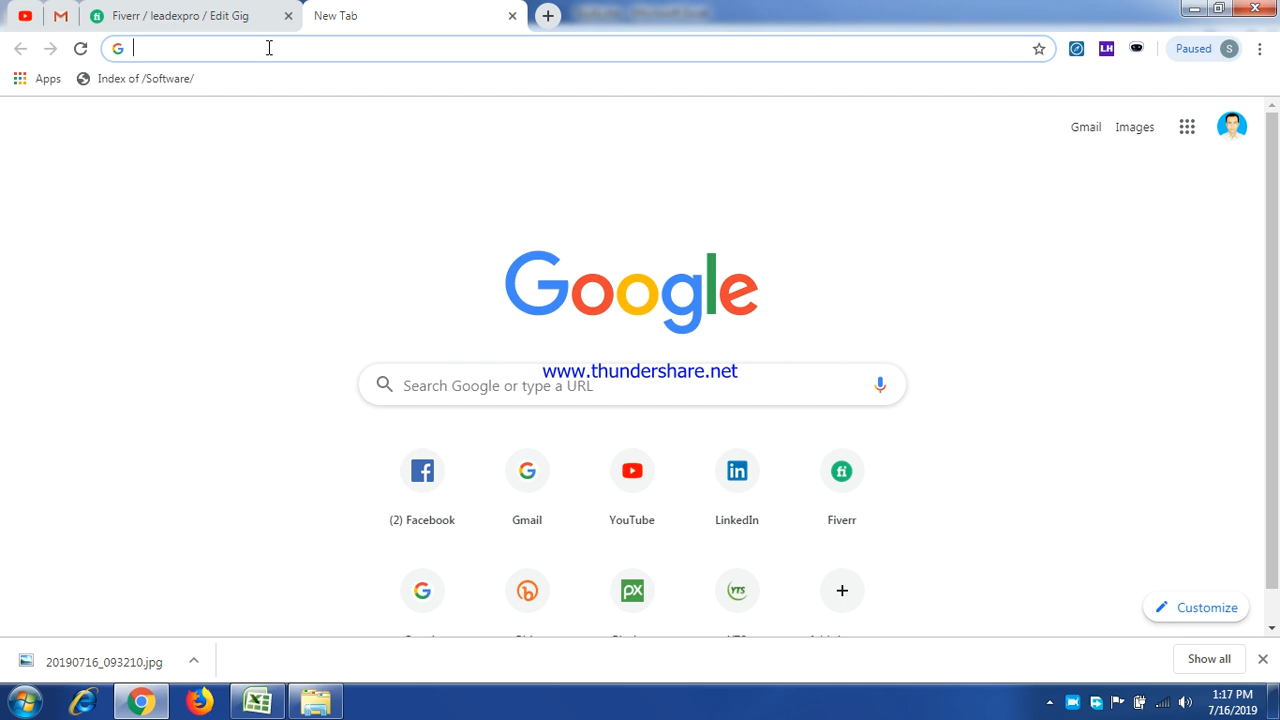 Fiverr / leadexpro / Edit Gig
New Tab
Paused
S
Apps
Index of /Software/
LH
Gmail
Images
Google
www.thundershare.net
Search Google or type a URL
(2) Facebook
Gmail
YouTube
LinkedIn
Fiverr
Customize
20190716_093210.jpg
Show all
1:17 PM
7/16/2019